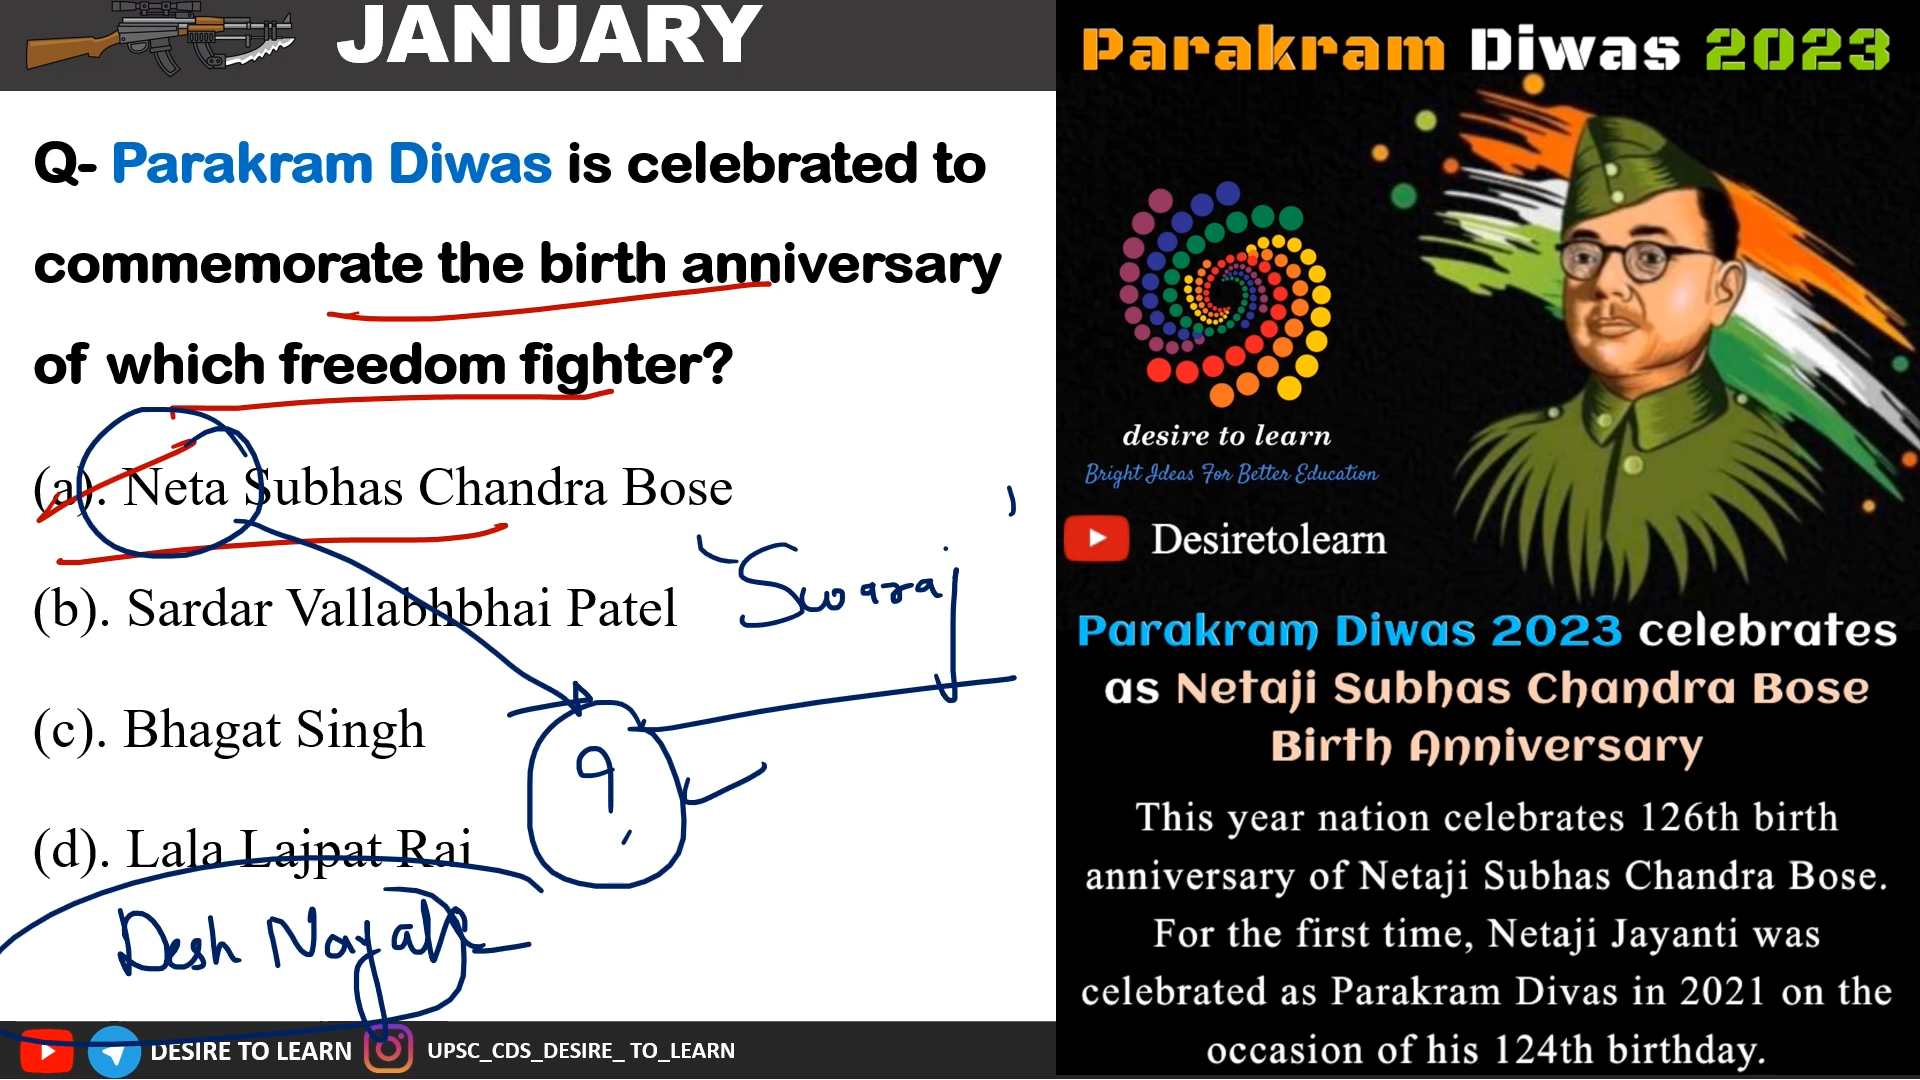 JANUARY
Q- Parakram Diwas is celebrated to
commemorate the birth anniversary
of which freedom fighter?
(a). Neta Subhas Chandra Bose
(b). Sardar Vallabhbhai Patel
(c). Bhagat Singh
(d). Lala Lajpat Rai
Swaraj
9
Desh Nayak
DESIRE TO LEARN
UPSC_CDS_DESIRE_ TO_LEARN
Parakram Diwas 2023
desire to learn
Bright Ideas For Better Education
Desiretolearn
Parakram Diwas 2023 celebrates
as Netaji Subhas Chandra Bose
Birth Anniversary
This year nation celebrates 126th birth
anniversary of Netaji Subhas Chandra Bose.
For the first time, Netaji Jayanti was
celebrated as Parakram Divas in 2021 on the
occasion of his 124th birthday.